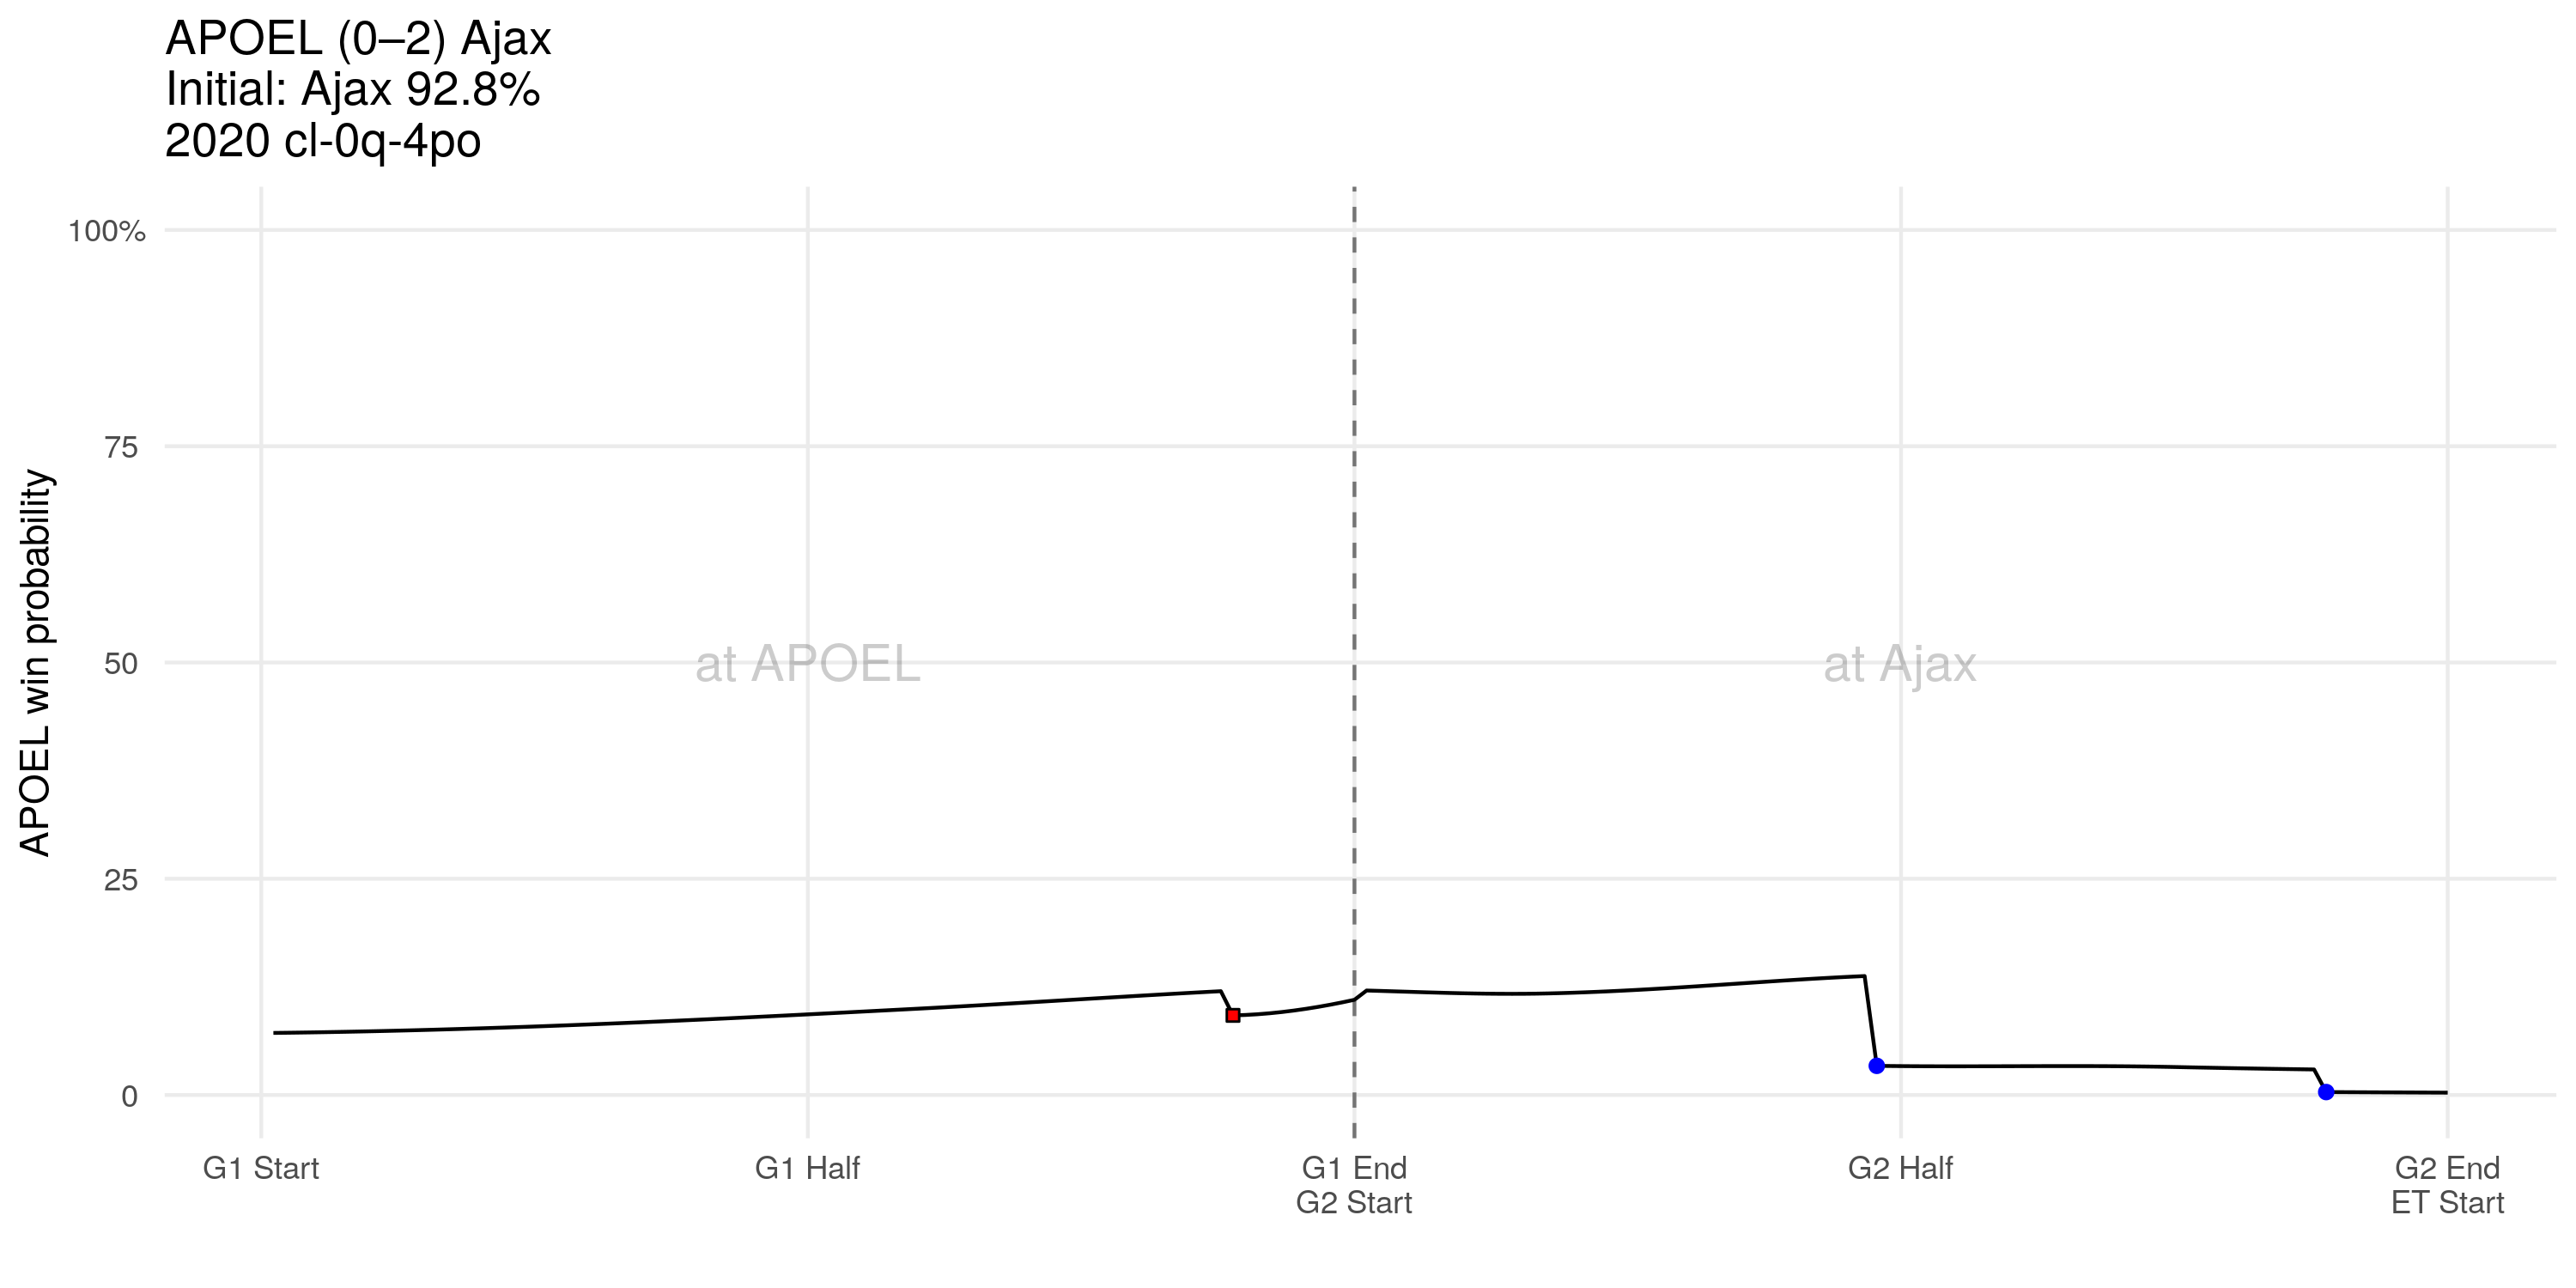 APOEL (0–2) Ajax
Initial: Ajax 92.8%
2020 cl-0q-4po
APOEL win probability
100%
75
50
25
0
at APOEL
at Ajax
G1 Start
G1 Half
G1 End
G2 Start
G2 Half
G2 End
ET Start